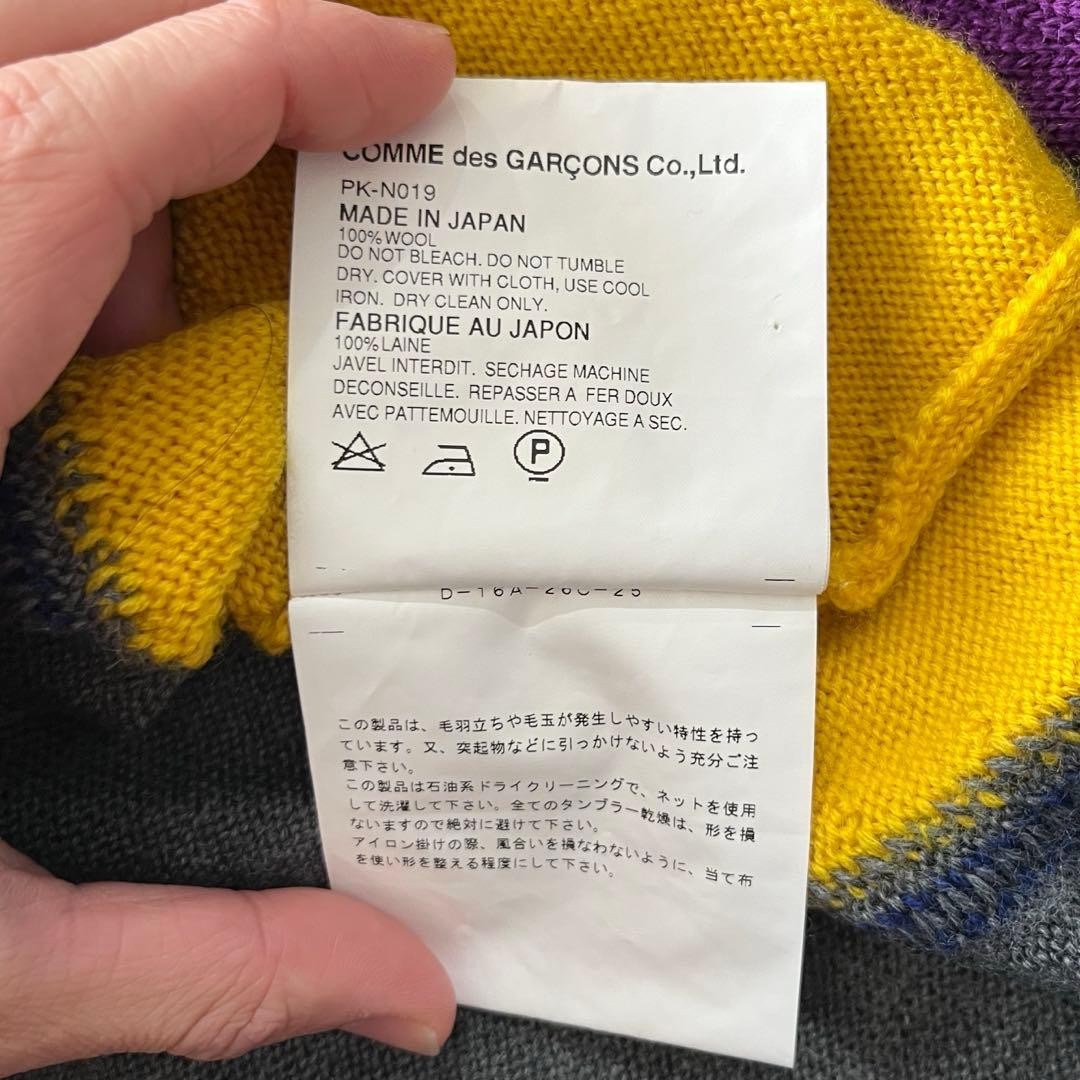 COMME des GARÇONS Co.,Ltd.
PK-N019
MADE IN JAPAN
100% WOOL
DO NOT BLEACH. DO NOT TUMBLE
DRY. COVER WITH CLOTH, USE COOL
IRON. DRY CLEAN ONLY.
FABRIQUE AU JAPON
100% LAINE
JAVEL INTERDIT. SECHAGE MACHINE
DECONSEILLE. REPASSER A FER DOUX
AVEC PATTEMOUILLE. NETTOYAGE A SEC.
P
この製品は、毛羽立ちや毛玉が発生しやすい特性を持っ
ています。又、突起物などに引っかけないよう充分ご注
意下さい。
この製品は石油系ドライクリーニングで、ネットを使用
して洗濯して下さい。全てのタンブラー乾燥は、形を損
ないますので絶対に避けて下さい。
アイロン掛けの際、風合いを損なわないように、当て布
を使い形を整える程度にして下さい。